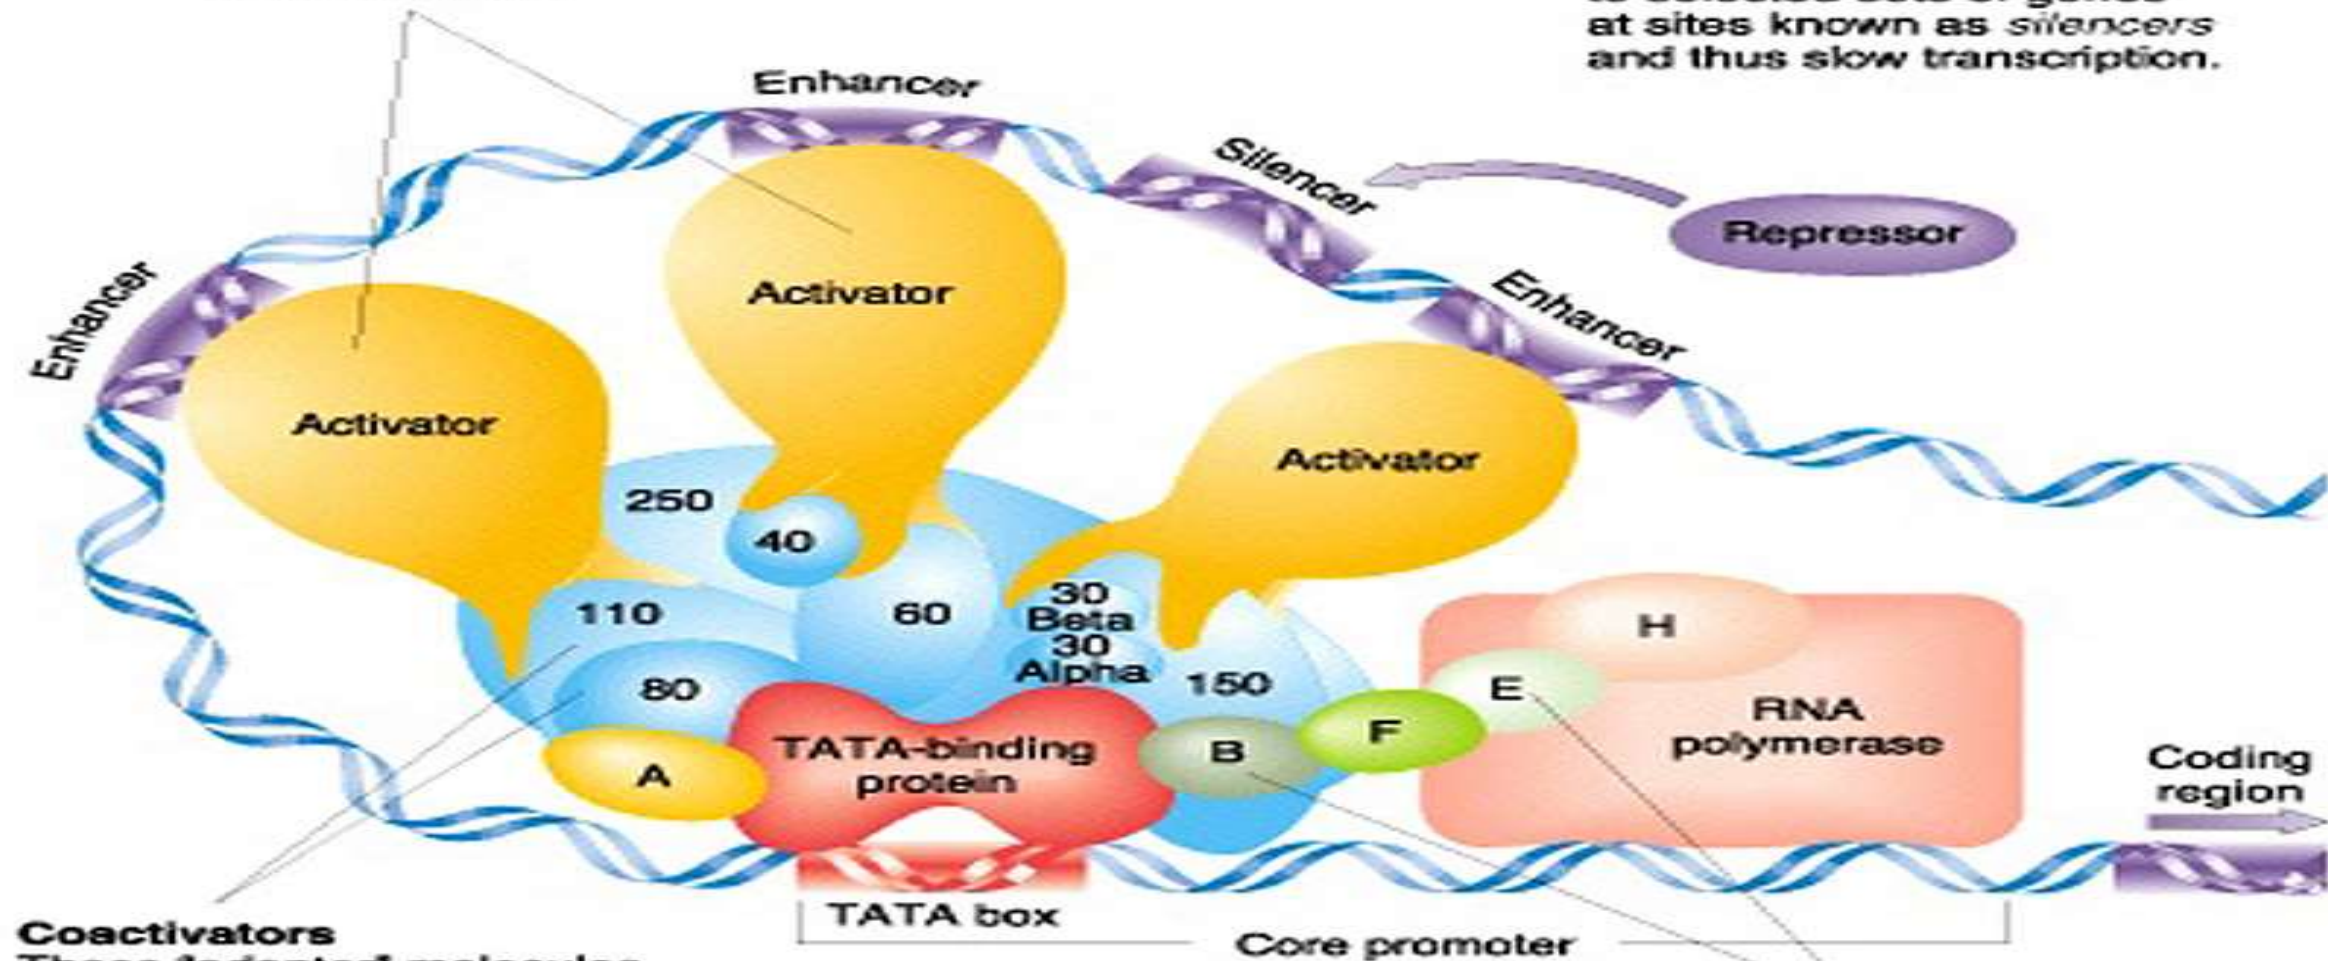 at sites known as silencers
and thus slow transcription.
Enhancer
Silencer
Repressor
Enhancer
Enhancer
Activator
Activator
Activator
250
40
110
60
30
Beta
30
Alpha
80
150
H
E
F
RNA
polymerase
TATA-binding
protein
A
B
Coding
region
TATA box
Core promoter
Coactivators